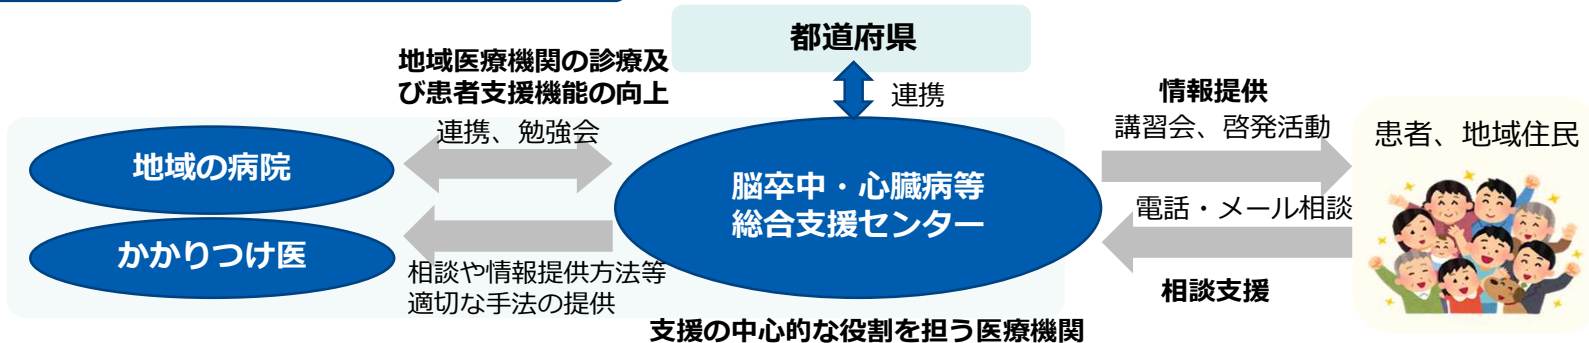 都道府県
地域医療機関の診療及
び患者支援機能の向上
連携
情報提供
講習会、啓発活動
患者、地域住民
連携、勉強会
地域の病院
かかりつけ医
脳卒中・心臓病等
総合支援センター
電話・メール相談
相談や情報提供方法等
適切な手法の提供
相談支援
支援の中心的な役割を担う医療機関